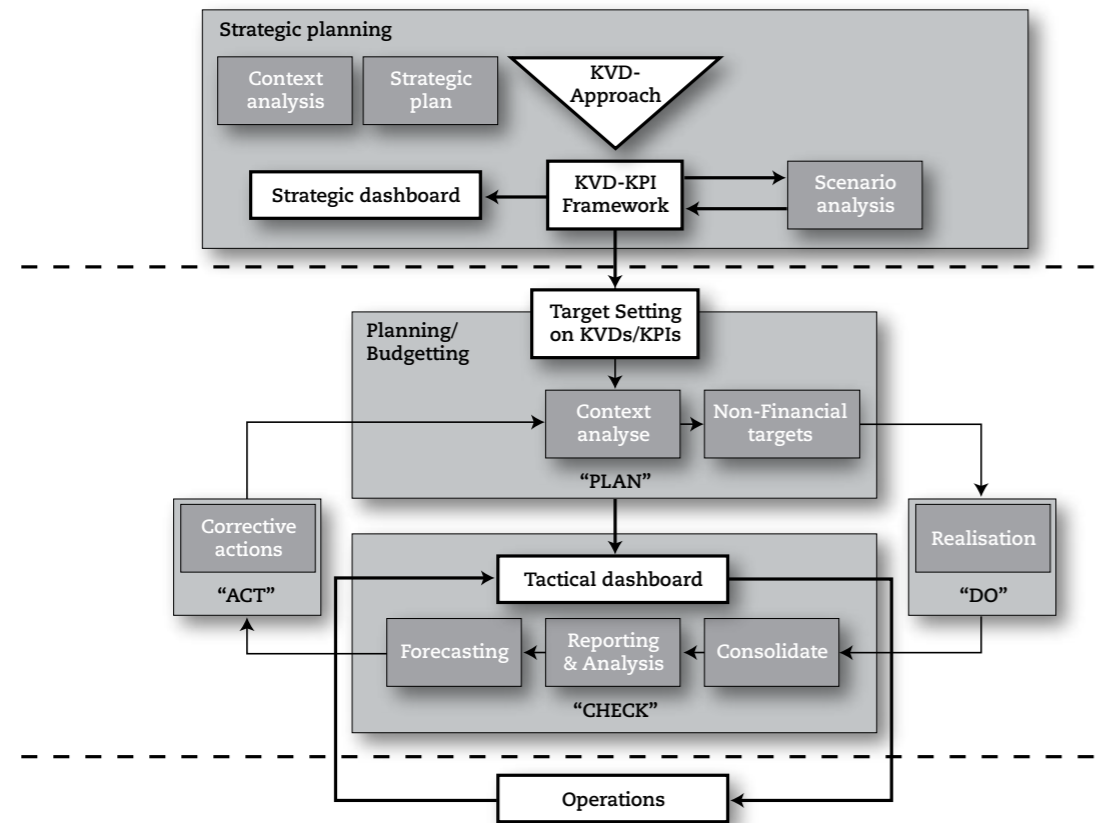 Strategic planning
Context
analysis
Strategic
plan
KVD-
Approach
Strategic dashboard
KVD-KPI
Framework
Scenario
analysis
Target Setting
on KVDs/KPIs
Planning/
Budgetting
Context
analyse
Non-Financial
targets
“PLAN”
Corrective
actions
“ACT”
Realisation
“DO”
Tactical dashboard
Forecasting
Reporting
& Analysis
Consolidate
“CHECK”
Operations